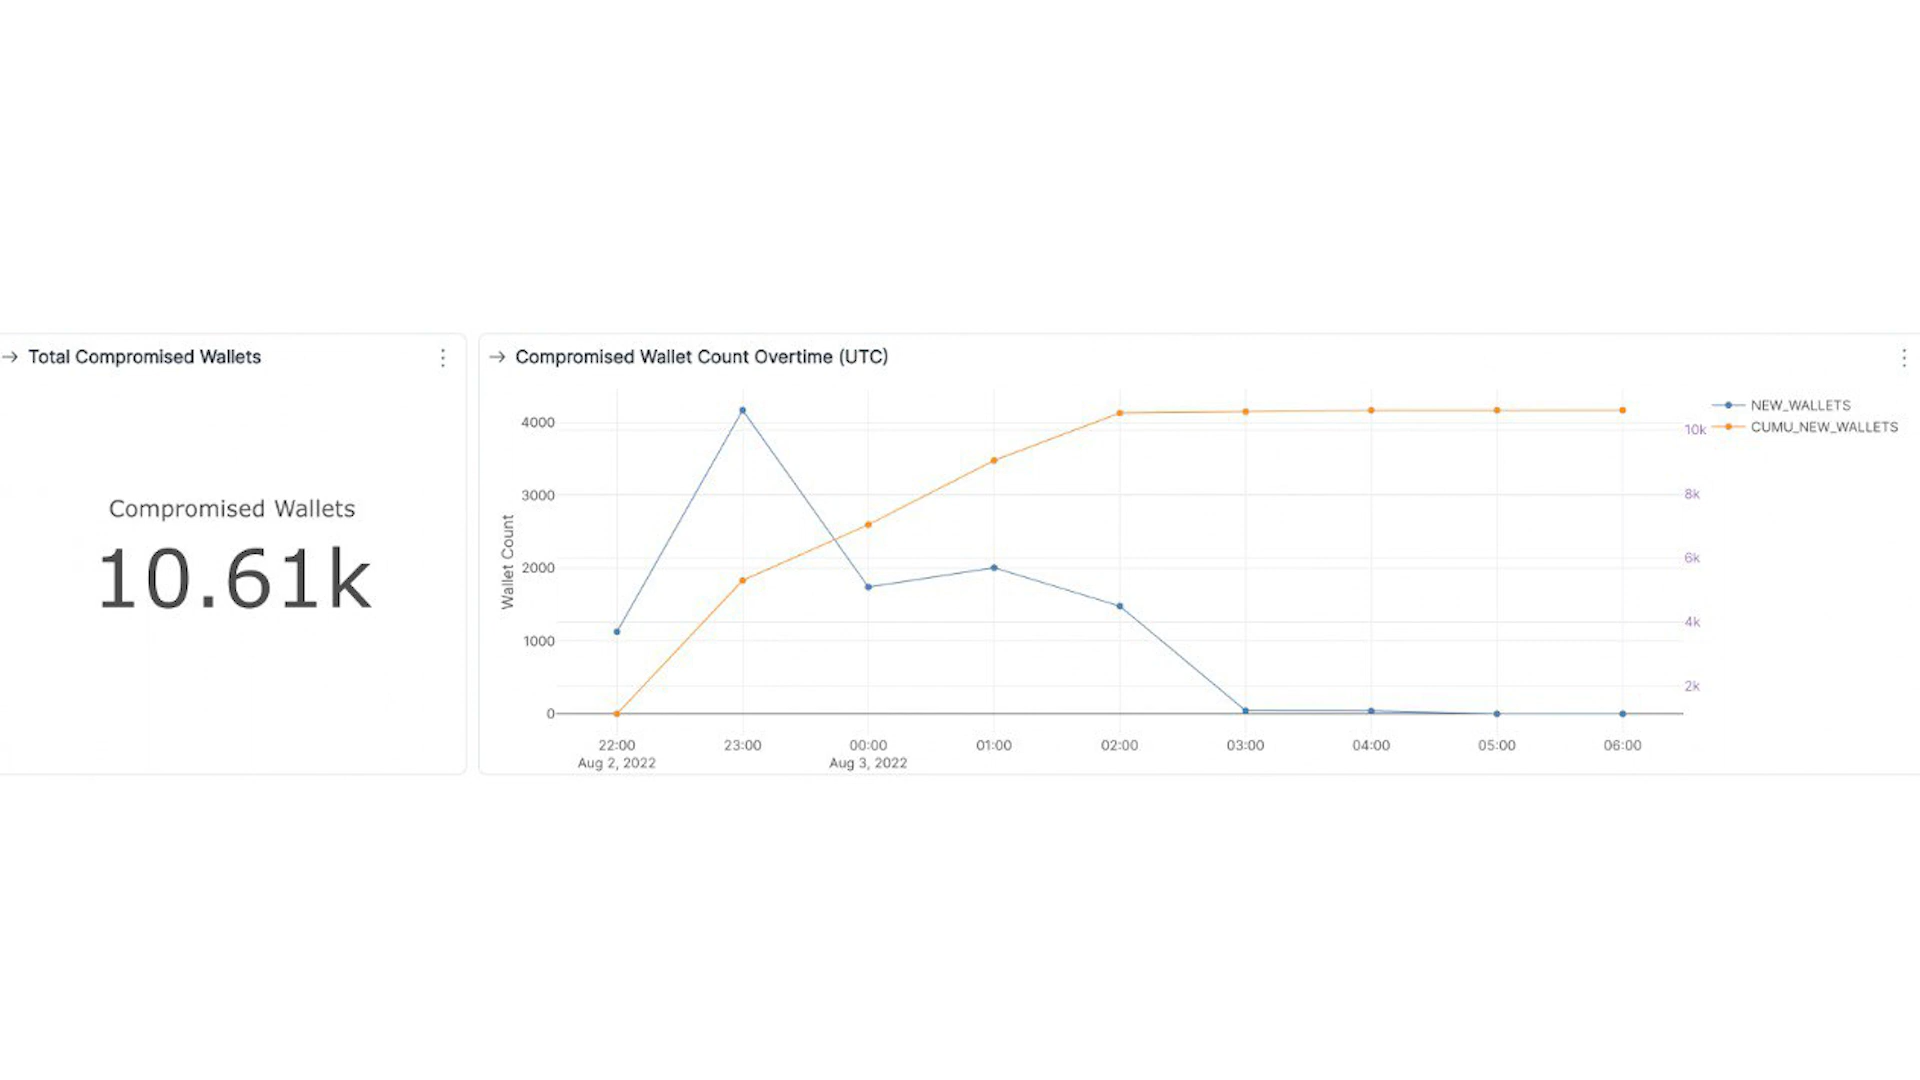 → Total Compromised Wallets
Compromised Wallets
10.61k
→ Compromised Wallet Count Overtime (UTC)
Wallet Count
4000
3000
2000
1000
0
10k
8k
6k
4k
2k
22:00
Aug 2, 2022
23:00
00:00
Aug 3, 2022
01:00
02:00
03:00
04:00
05:00
06:00
NEW_WALLETS
CUMU_NEW_WALLETS